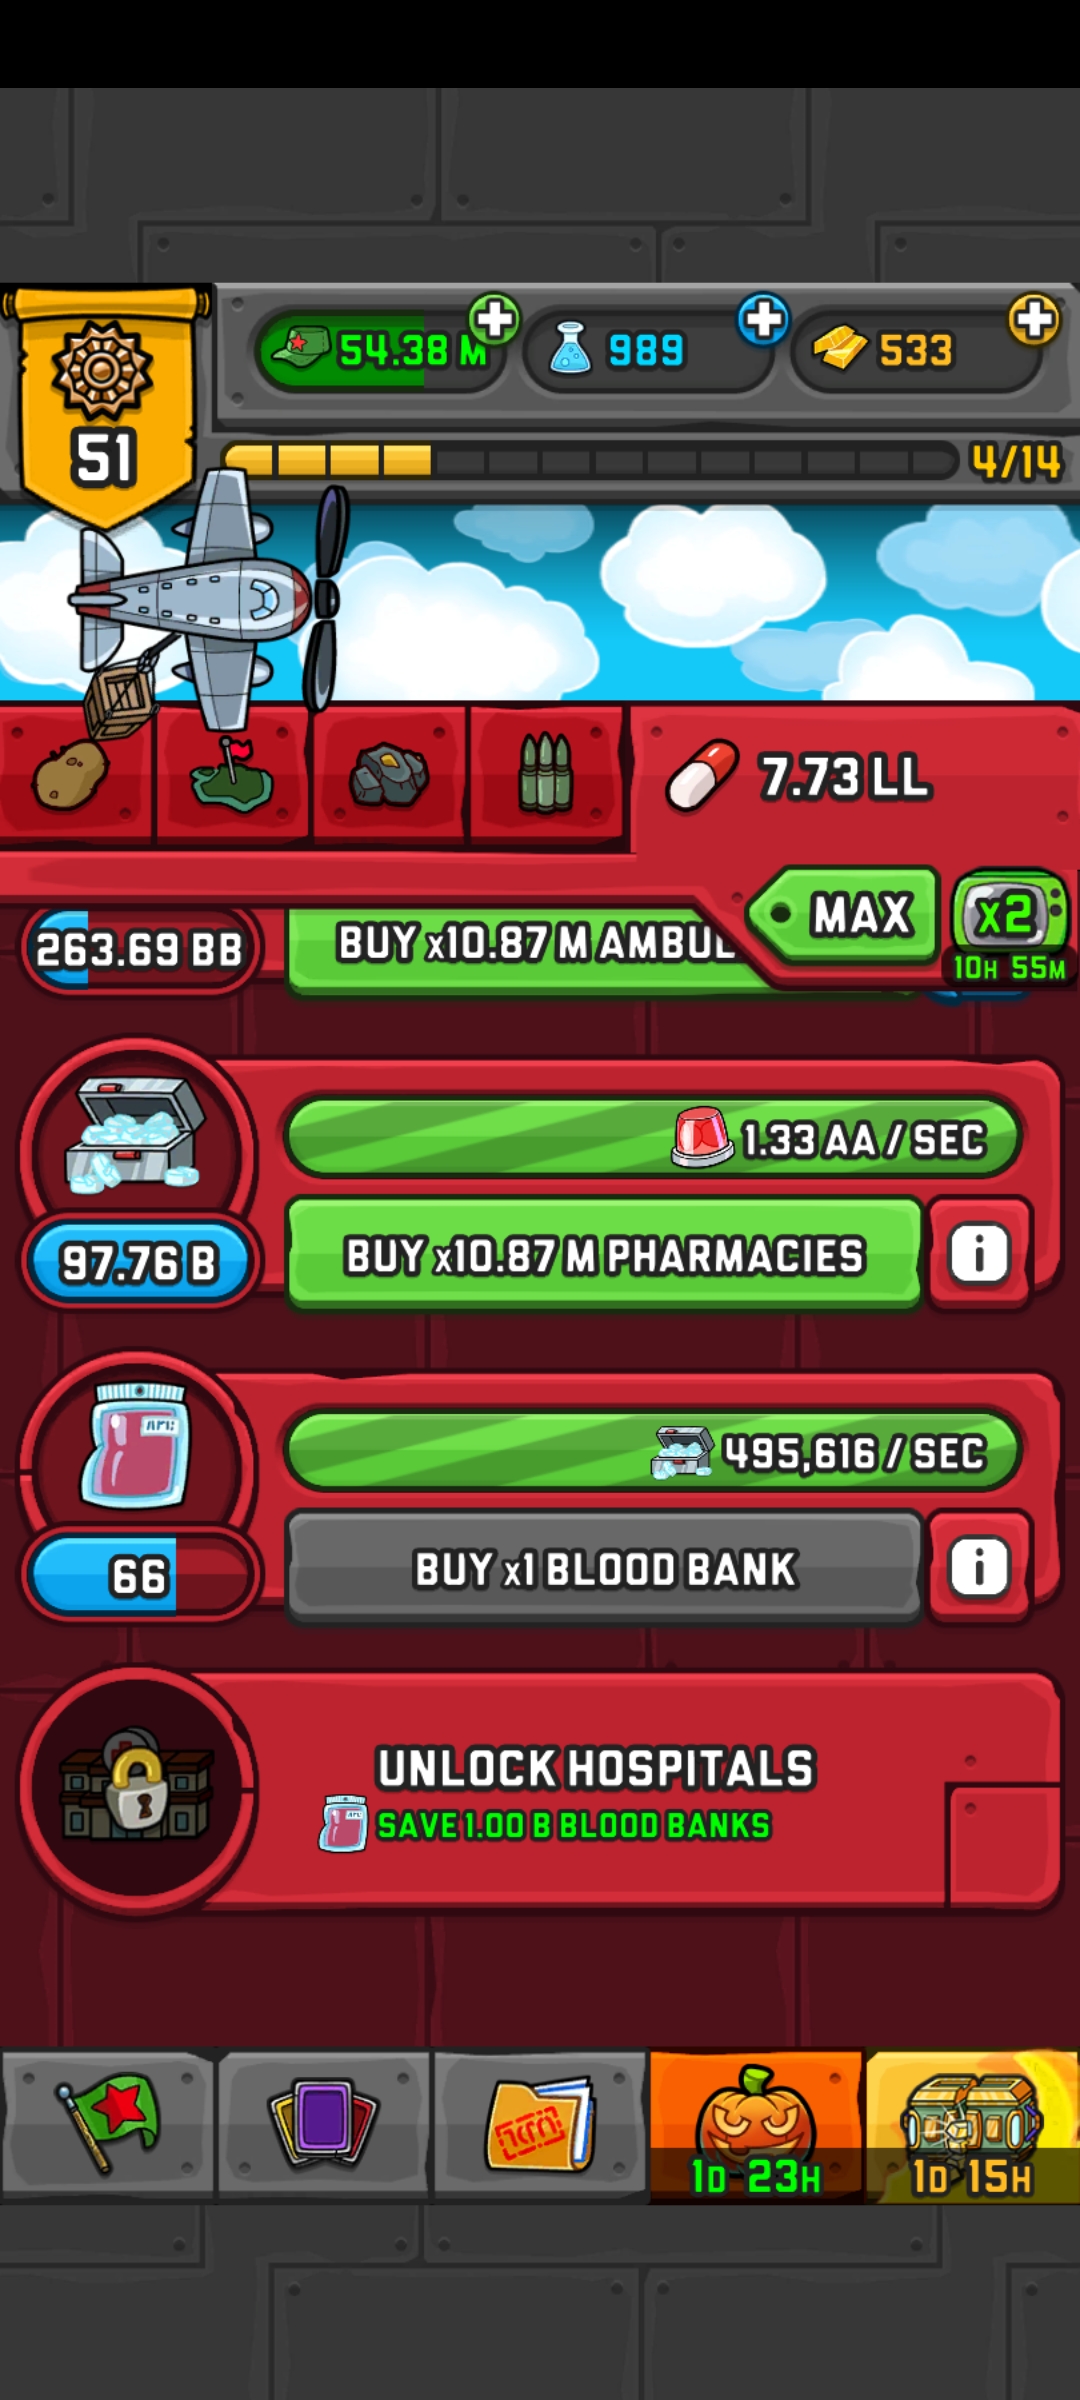 54.38 M
989
533
51
4/14
7.73 LL
MAX
x2
10H 55M
263.69 BB
BUY x10.87 M AMBUL
1.33 AA / SEC
97.76 B
BUY x10.87 M PHARMACIES
495,616 / SEC
66
BUY x1 BLOOD BANK
UNLOCK HOSPITALS
SAVE 1.00 B BLOOD BANKS
1D 23H
1D 15H